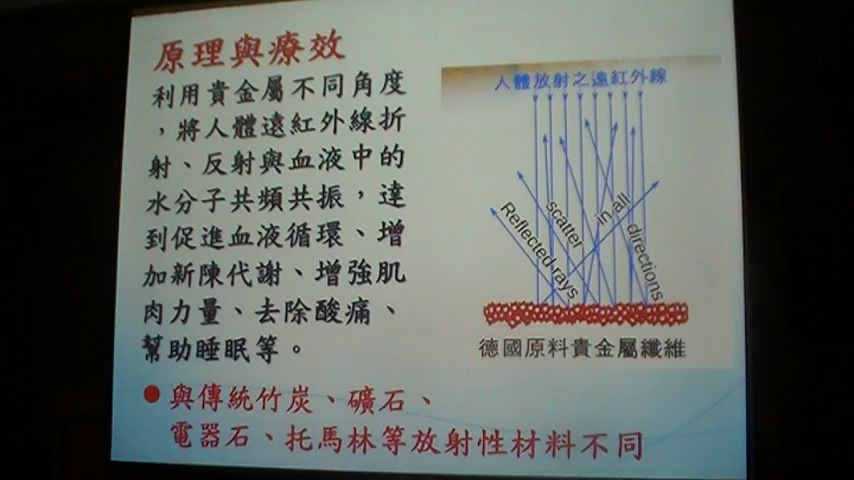 原理與療效
利用貴金屬不同角度
，將人體遠紅外線折
射、反射與血液中的
水分子共頻共振，達
到促進血液循環、增
加新陳代謝、增強肌
肉力量、去除酸痛、
幫助睡眠等。
人體放射之遠紅外線
Reflected rays
scatter
in all
directions
德國原料貴金屬纖維
與傳統竹炭、礦石、
電器石、托馬林等放射性材料不同